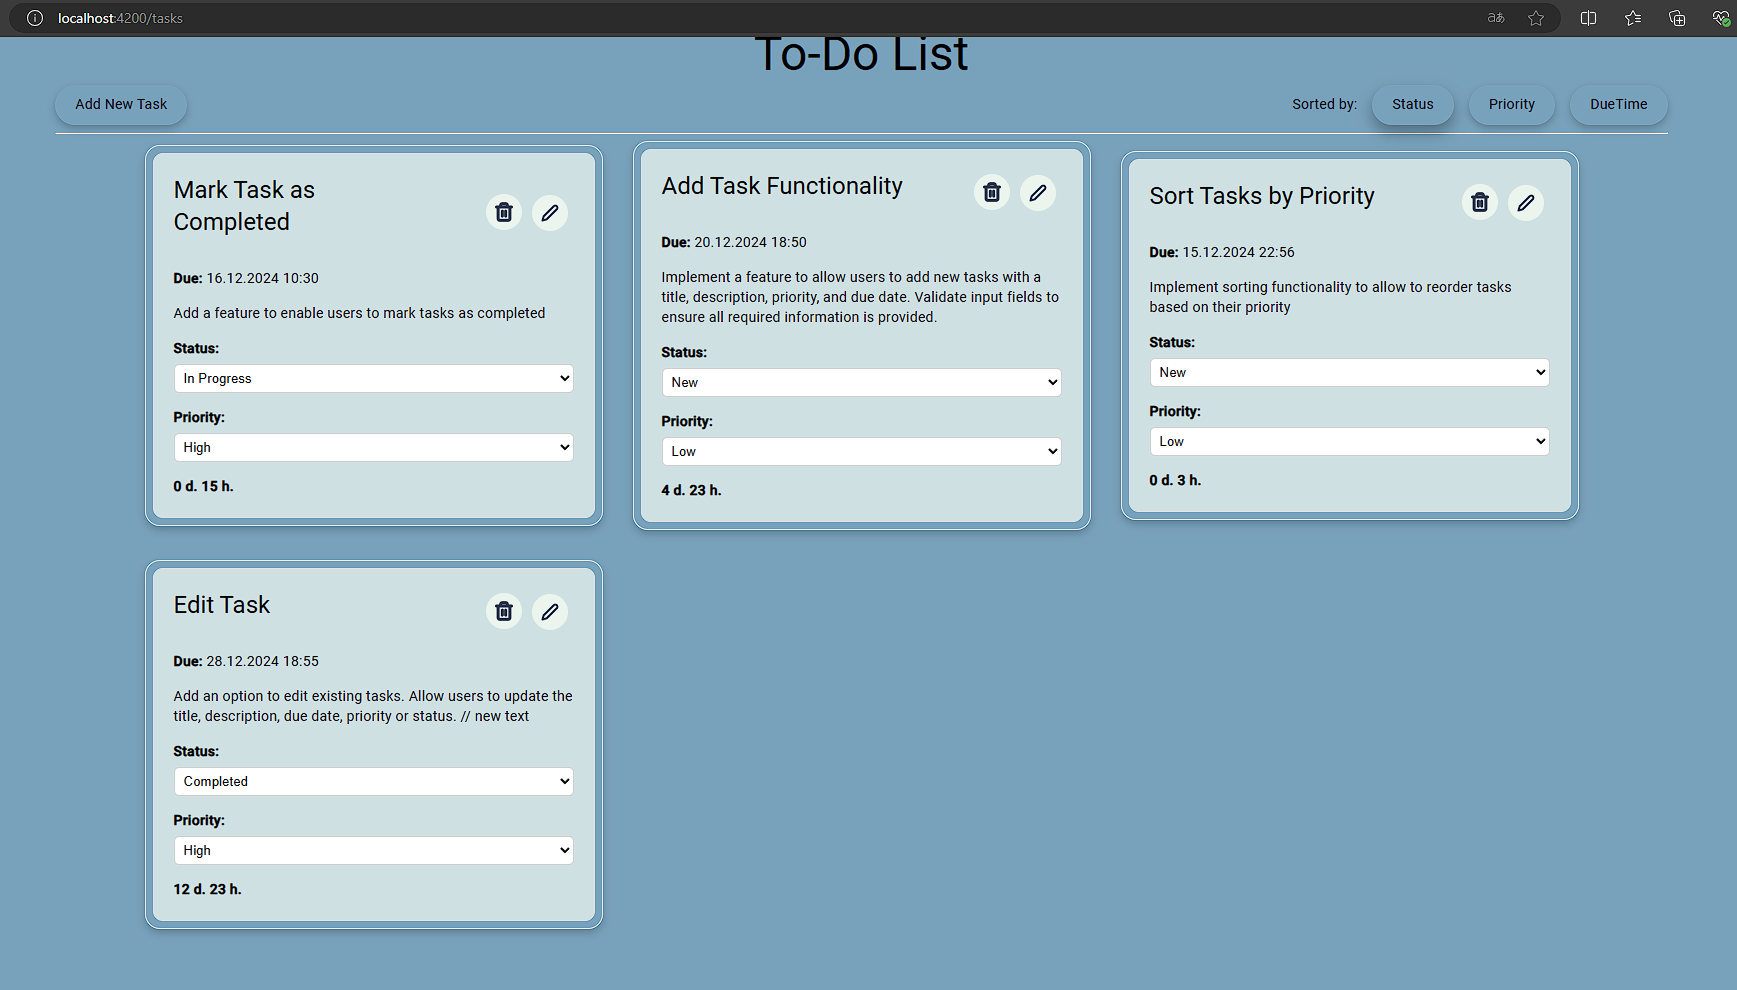 localhost:4200/tasks
To-Do List
Add New Task
Sorted by:
Status
Priority
DueTime
Mark Task as
Completed
Due: 16.12.2024 10:30
Add a feature to enable users to mark tasks as completed
Status:
In Progress
Priority:
High
0 d. 15 h.
Add Task Functionality
Due: 20.12.2024 18:50
Implement a feature to allow users to add new tasks with a
title, description, priority, and due date. Validate input fields to
ensure all required information is provided.
Status:
New
Priority:
Low
4 d. 23 h.
Sort Tasks by Priority
Due: 15.12.2024 22:56
Implement sorting functionality to allow to reorder tasks
based on their priority
Status:
New
Priority:
Low
0 d. 3 h.
Edit Task
Due: 28.12.2024 18:55
Add an option to edit existing tasks. Allow users to update the
title, description, due date, priority or status. // new text
Status:
Completed
Priority:
High
12 d. 23 h.